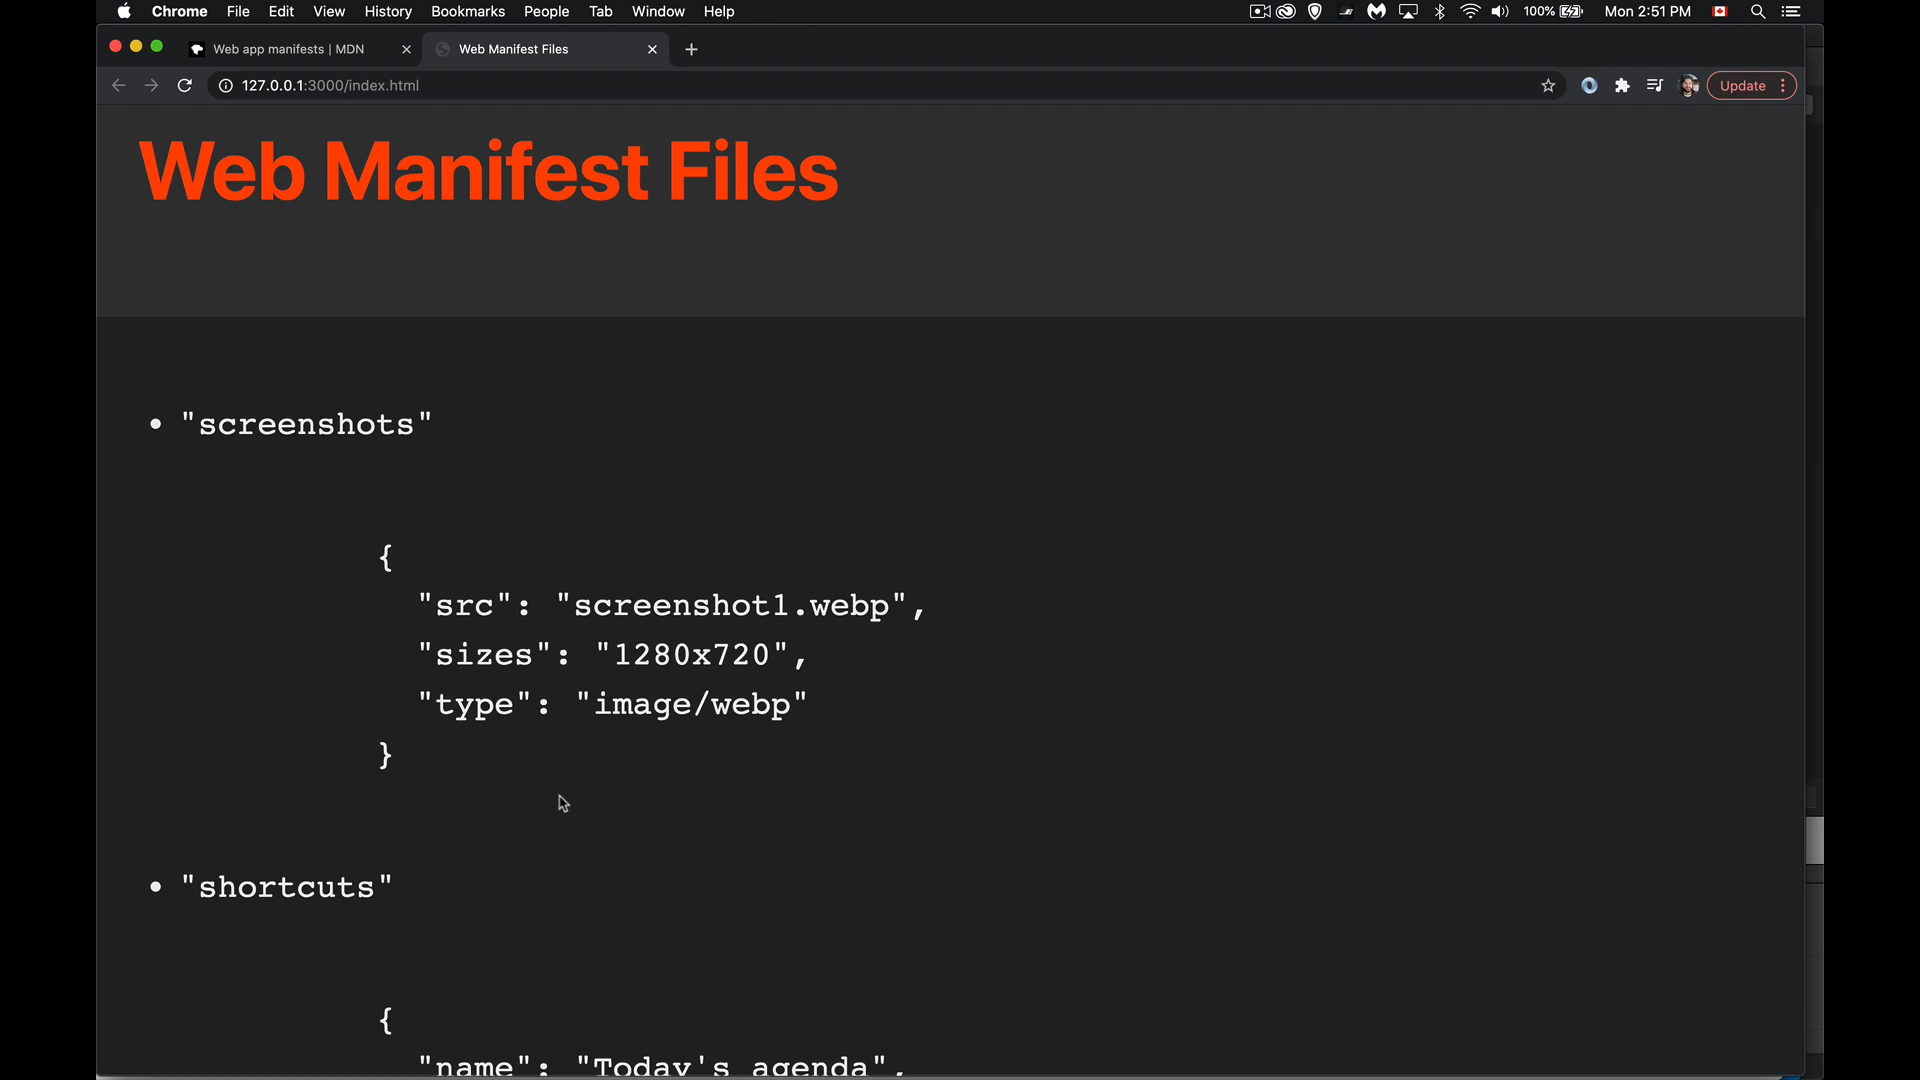 Chrome File Edit View History Bookmarks People Tab Window Help 100% Mon 2:51 PM
Web app manifests | MDN Web Manifest Files
127.0.0.1:3000/index.html Update
Web Manifest Files
"screenshots"
{
"src": "screenshot1.webp",
"sizes": "1280x720",
"type": "image/webp"
}
"shortcuts"
{
"name": "Today's agenda",